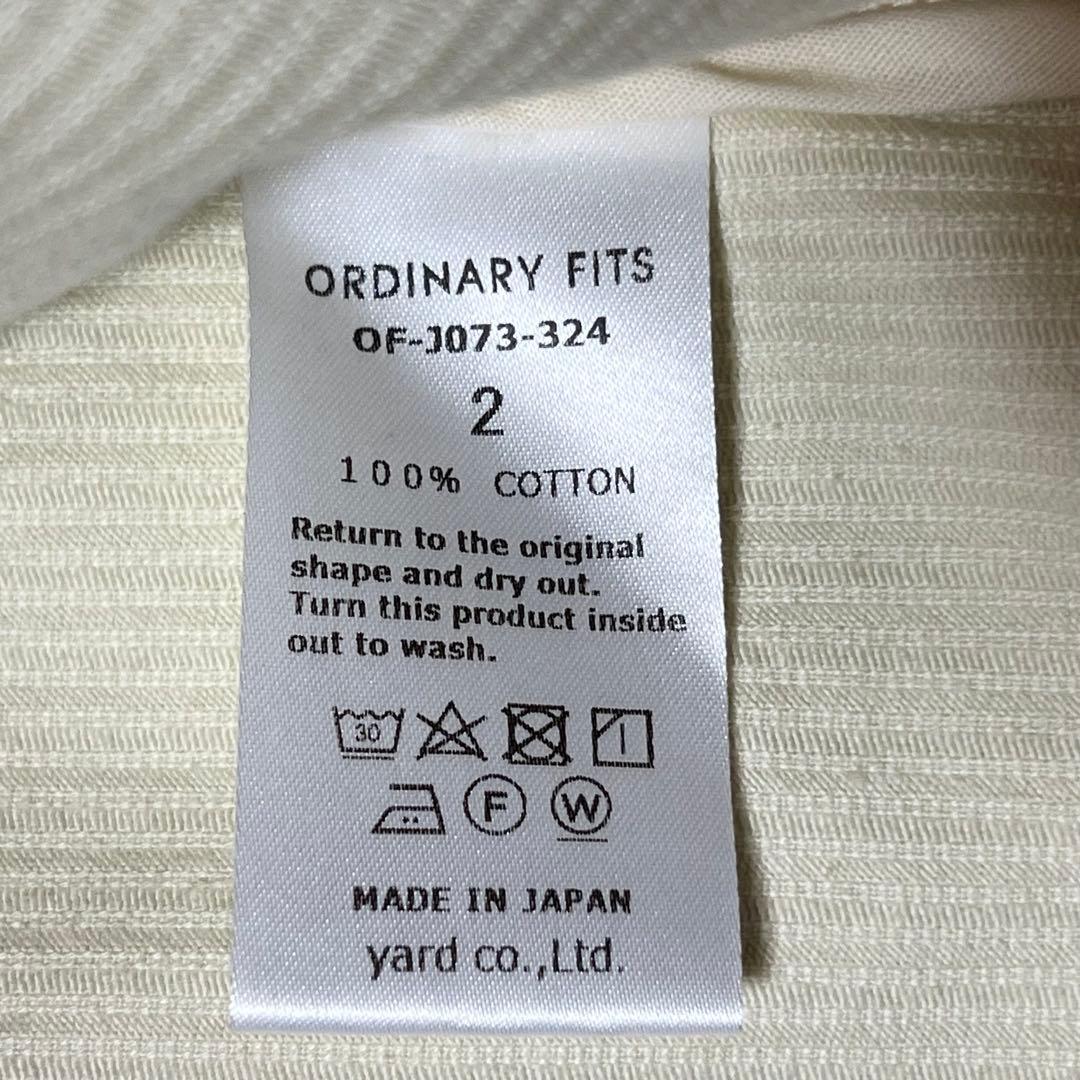 ORDINARY FITS
OF-J073-324
2
100% COTTON
Return to the original
shape and dry out.
Turn this product inside
out to wash.
30
F W
MADE IN JAPAN
yard co.,Ltd.